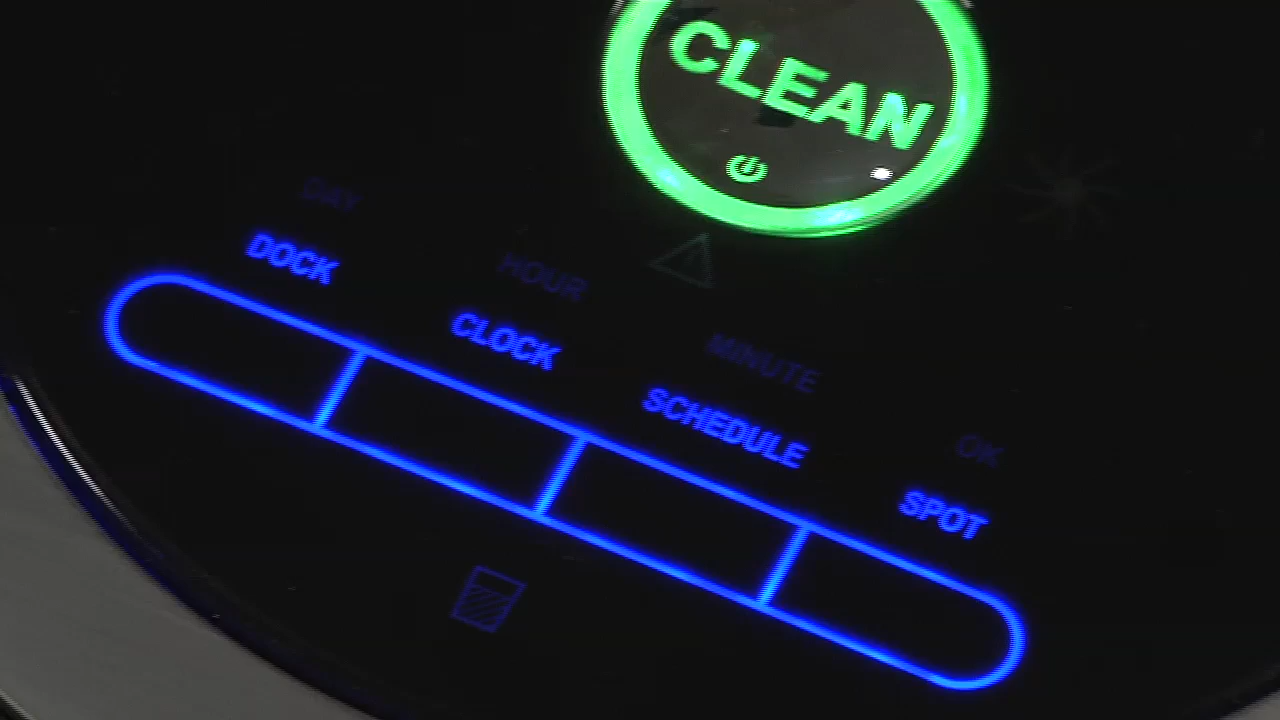 CLEAN
DAY
DOCK
HOUR
CLOCK
MINUTE
SCHEDULE
OK
SPOT